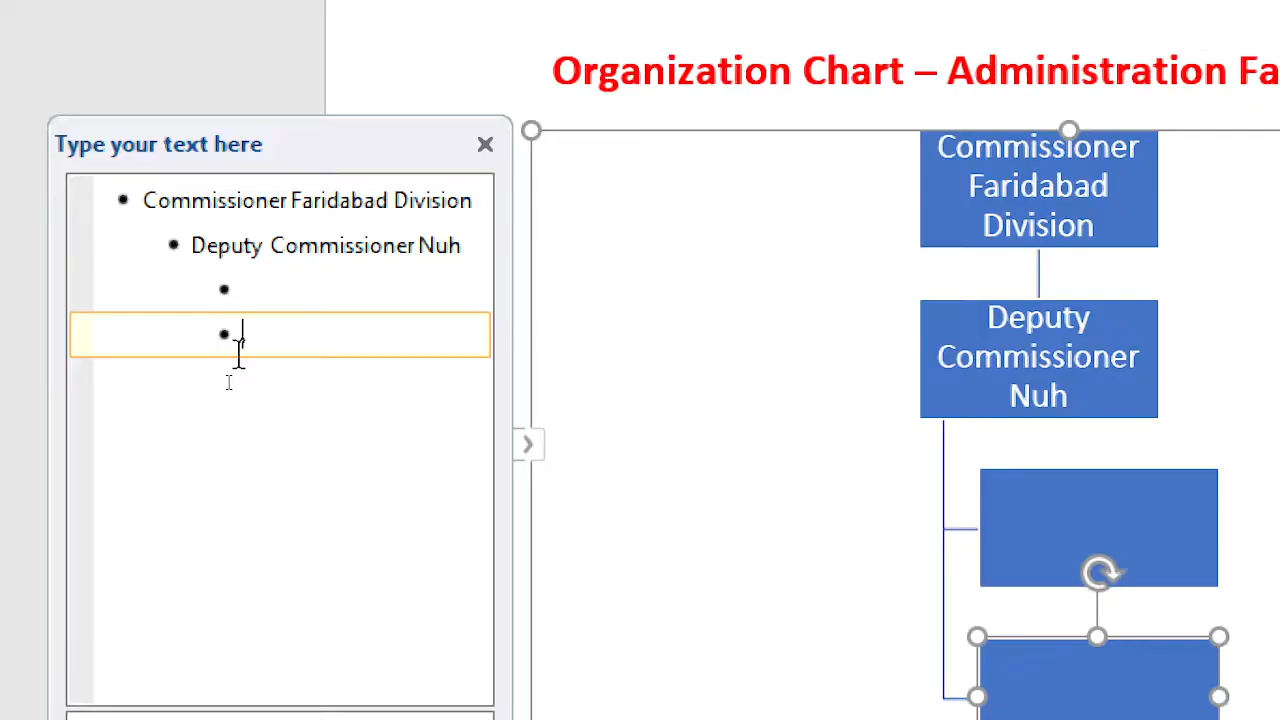 Organization Chart – Administration Fa
Type your text here
Commissioner Faridabad Division
Deputy Commissioner Nuh
Commissioner
Faridabad
Division
Deputy
Commissioner
Nuh